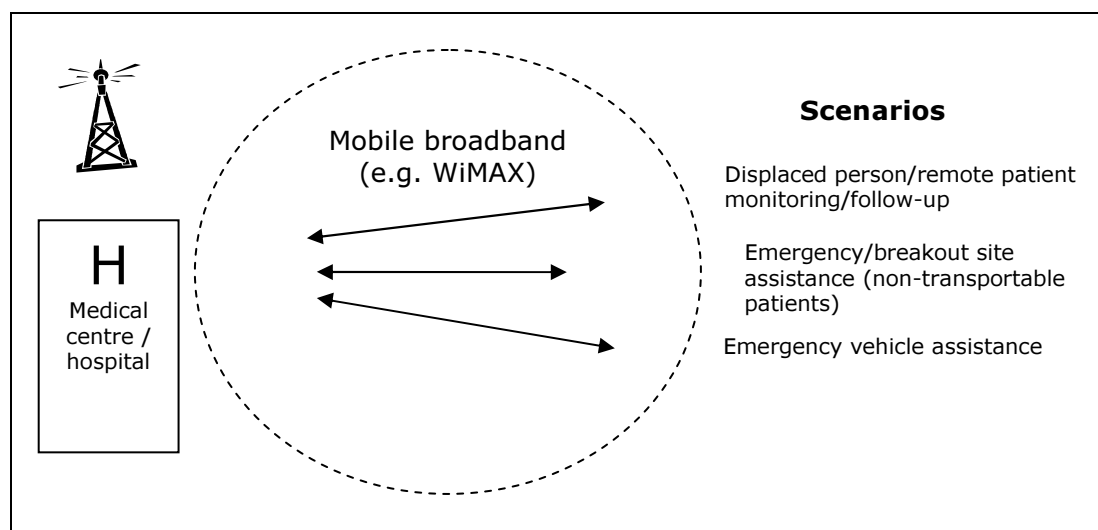 Mobile broadband
(e.g. WiMAX)
H
Medical
centre /
hospital
Scenarios
Displaced person/remote patient
monitoring/follow-up
Emergency/breakout site
assistance (non-transportable
patients)
Emergency vehicle assistance